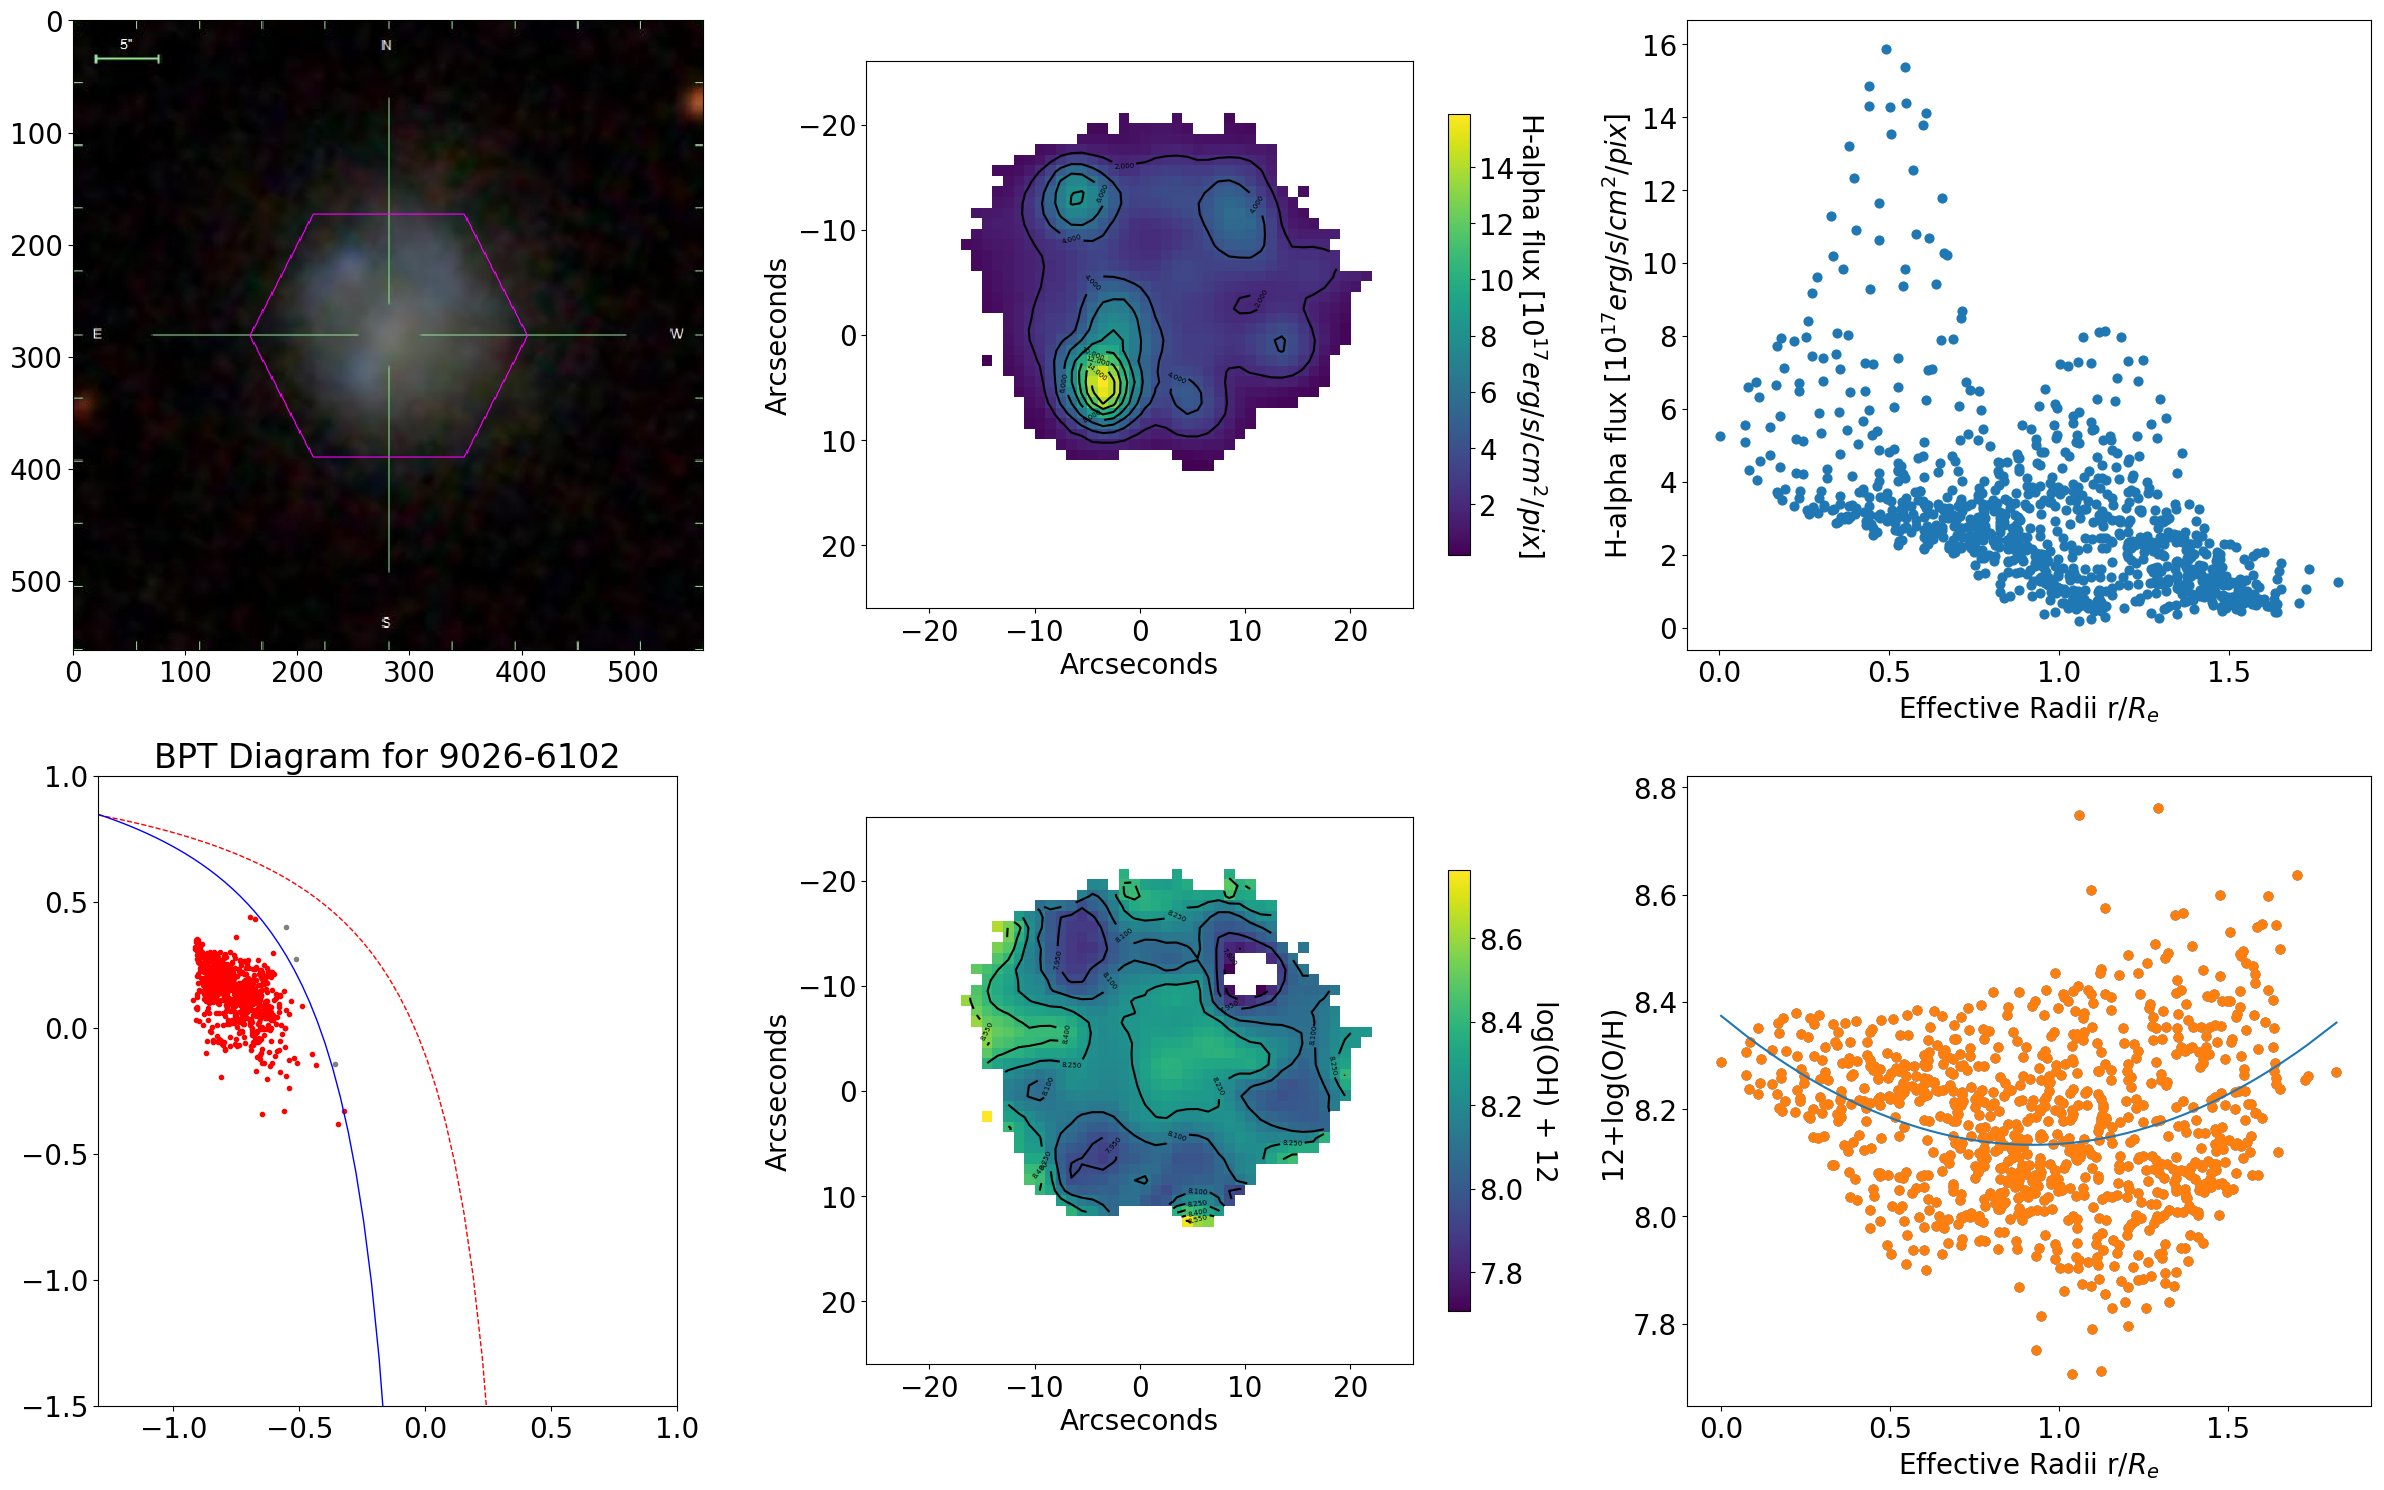 0
100
200
300
400
500
5"
N
E
W
S
0 100 200 300 400 500
−20
−10
0
10
20
Arcseconds
−20 −10 0 10 20
Arcseconds
14
12
10
8
6
4
2
H-alpha flux [10^17 erg/s/cm^2/pix]
16
14
12
10
8
6
4
2
0
H-alpha flux [10^17 erg/s/cm^2/pix]
0.0 0.5 1.0 1.5
Effective Radii r/R_e
BPT Diagram for 9026-6102
1.0
0.5
0.0
−0.5
−1.0
−1.5
−1.0 −0.5 0.0 0.5 1.0
−20
−10
0
10
20
Arcseconds
−20 −10 0 10 20
Arcseconds
8.6
8.4
8.2
8.0
7.8
log(OH) + 12
8.8
8.6
8.4
8.2
8.0
7.8
12+log(O/H)
0.0 0.5 1.0 1.5
Effective Radii r/R_e